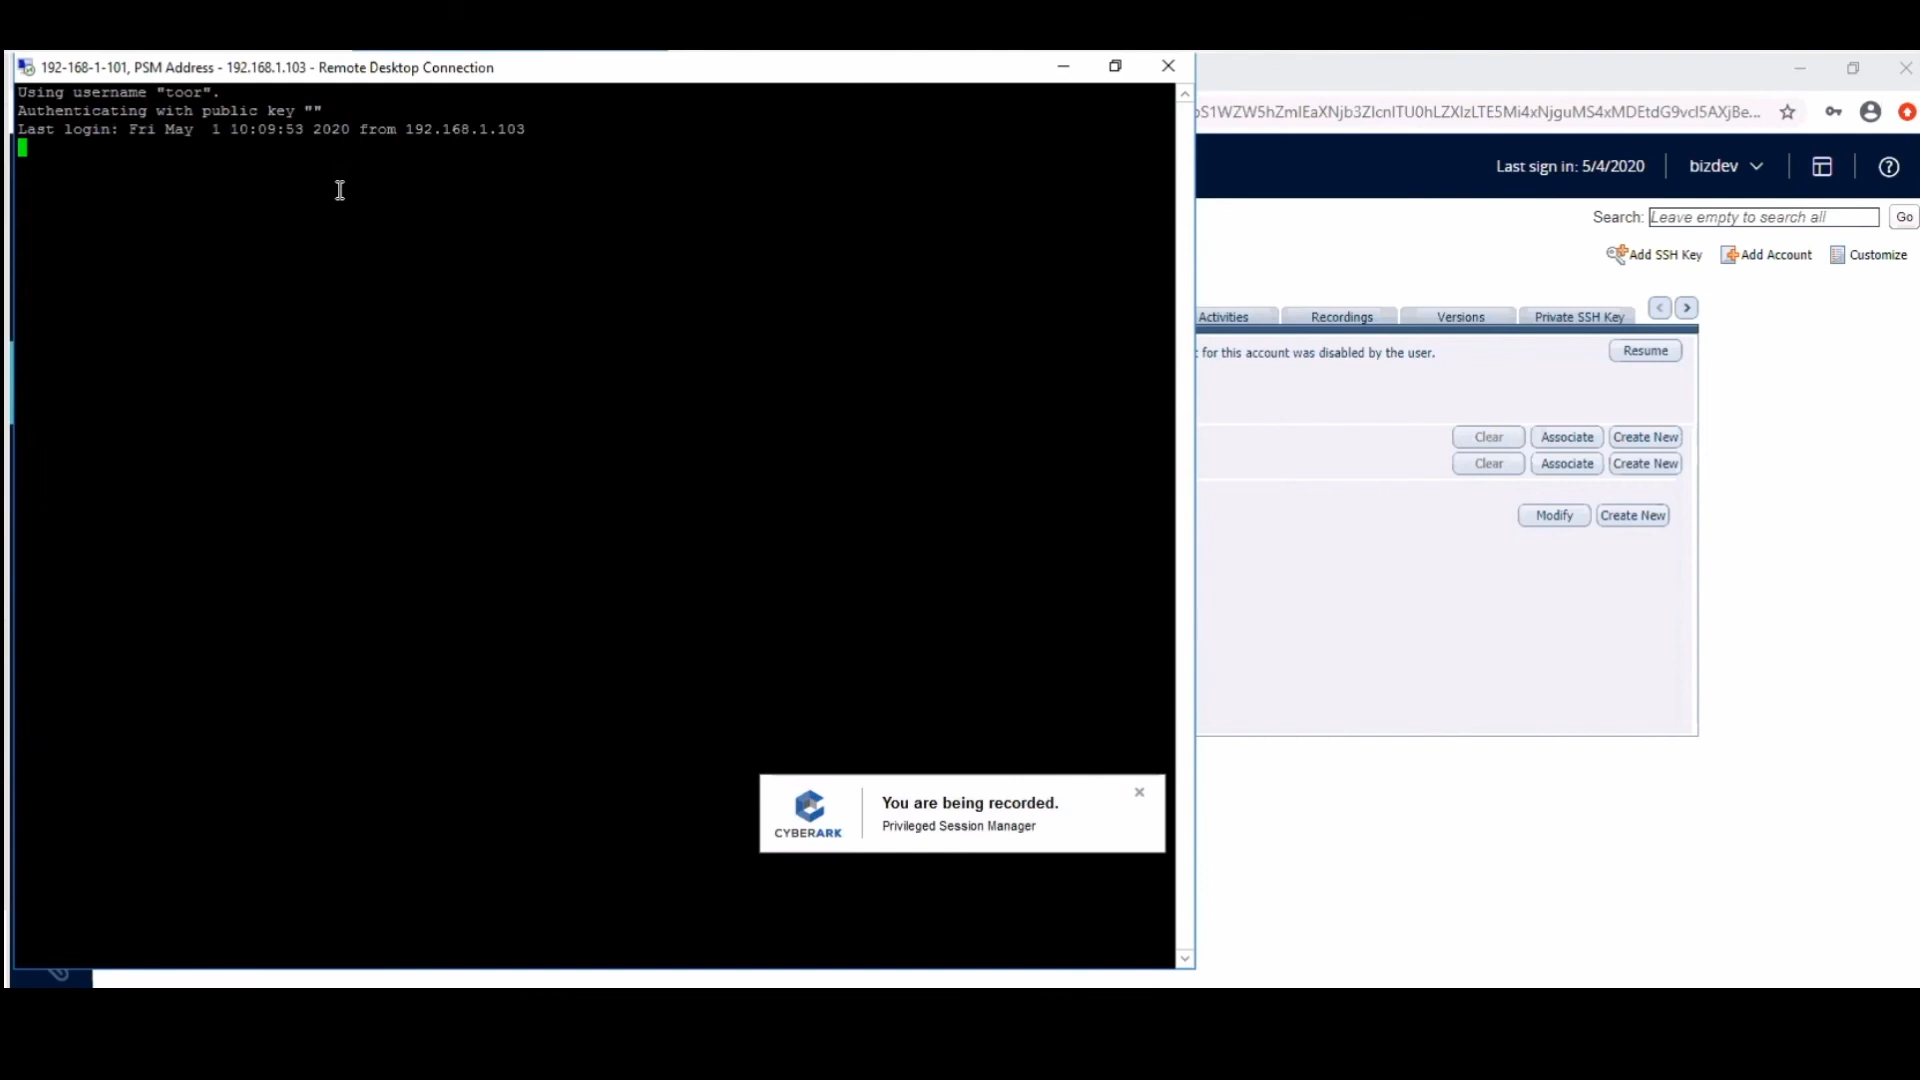 192-168-1-101, PSM Address - 192.168.1.103 - Remote Desktop Connection
Using username "toor".
Authenticating with public key ""
Last login: Fri May  1 10:09:53 2020 from 192.168.1.103
CYBERARK
You are being recorded.
Privileged Session Manager
Last sign in: 5/4/2020
bizdev
Search: Leave empty to search all Go
Add SSH Key Add Account Customize
Activities Recordings Versions Private SSH Key
for this account was disabled by the user. Resume
Clear Associate Create New
Clear Associate Create New
Modify Create New